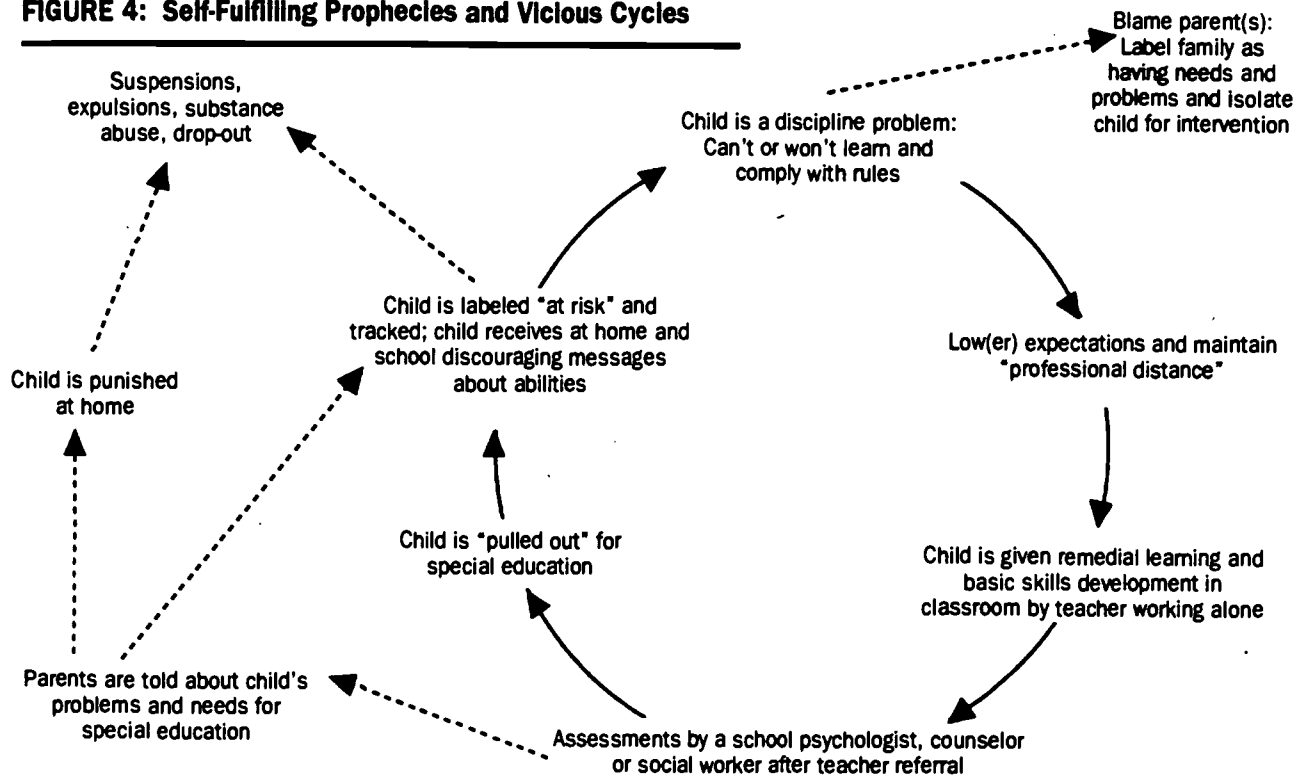 FIGURE 4: Self-Fulfilling Prophecies and Vicious Cycles
Blame parent(s):
Label family as
having needs and
problems and isolate
child for intervention
Suspensions,
expulsions, substance
abuse, drop-out
Child is a discipline problem:
Can't or won't learn and
comply with rules
Child is labeled "at risk" and
tracked; child receives at home and
school discouraging messages
about abilities
Low(er) expectations and maintain
"professional distance"
Child is punished
at home
Child is "pulled out" for
special education
Child is given remedial learning and
basic skills development in
classroom by teacher working alone
Parents are told about child's
problems and needs for
special education
Assessments by a school psychologist, counselor
or social worker after teacher referral